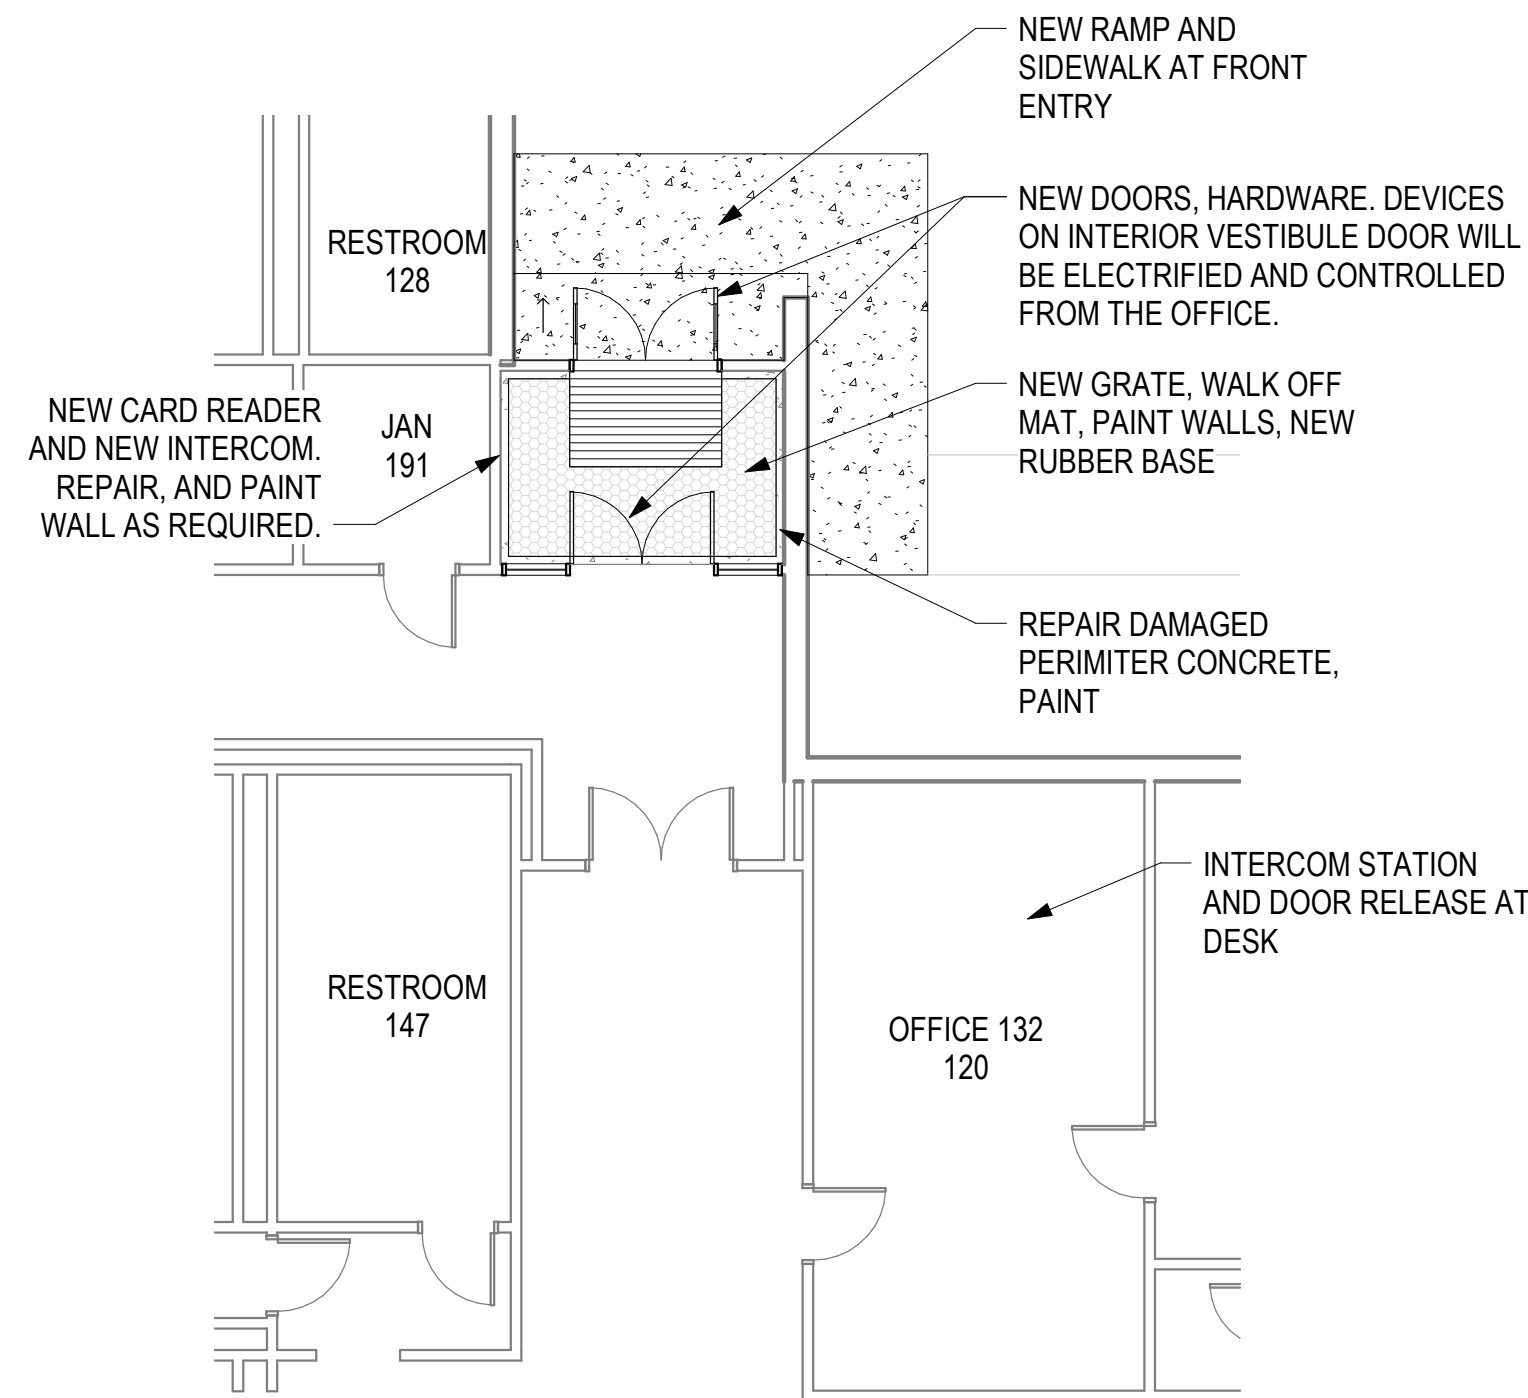 NEW RAMP AND
SIDEWALK AT FRONT
ENTRY
NEW DOORS, HARDWARE. DEVICES
ON INTERIOR VESTIBULE DOOR WILL
BE ELECTRIFIED AND CONTROLLED
FROM THE OFFICE.
RESTROOM
128
NEW GRATE, WALK OFF
MAT, PAINT WALLS, NEW
RUBBER BASE
NEW CARD READER
AND NEW INTERCOM.
REPAIR, AND PAINT
WALL AS REQUIRED.
JAN
191
REPAIR DAMAGED
PERIMITER CONCRETE,
PAINT
INTERCOM STATION
AND DOOR RELEASE AT
DESK
RESTROOM
147
OFFICE 132
120